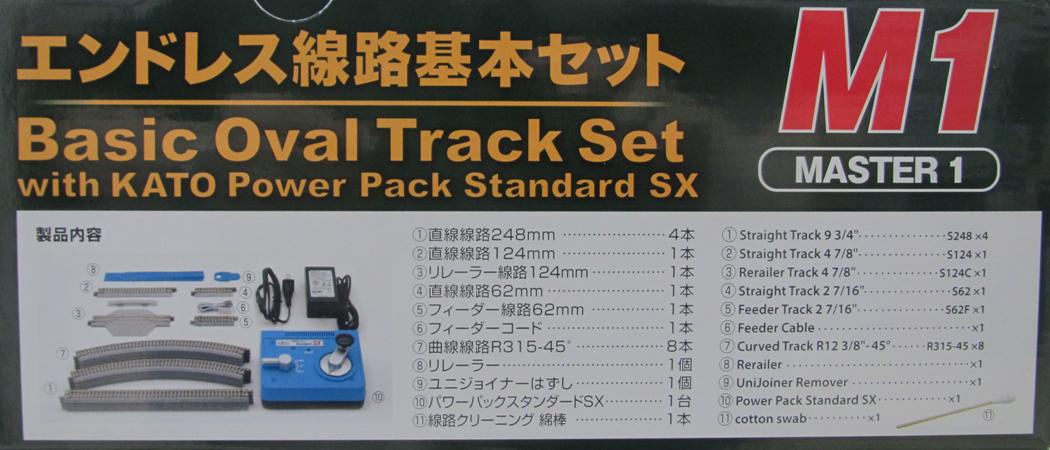 エンドレス線路基本セット
M1
Basic Oval Track Set
with KATO Power Pack Standard SX
MASTER 1
製品内容
①直線線路248mm ………………… 4本
②直線線路124mm ………………… 1本
③リレーラー線路124mm ………… 1本
④直線線路62mm ………………… 1本
⑤フィーダー線路62mm ………… 1本
⑥フィーダーコード ……………… 1本
⑦曲線線路R315-45° …………… 8本
⑧リレーラー ……………………… 1個
⑨ユニジョイナーはずし ………… 1個
⑩パワーパックスタンダードSX … 1台
⑪線路クリーニング 綿棒 ………… 1本
① Straight Track 9 3/4" ………… S248 ×4
② Straight Track 4 7/8" ………… S124 ×1
③ Rerailer Track 4 7/8" ………… S124C ×1
④ Straight Track 2 7/16" ……… S62 ×1
⑤ Feeder Track 2 7/16" ………… S62F ×1
⑥ Feeder Cable ………………… ×1
⑦ Curved Track R12 3/8"- 45° …… R315-45 ×8
⑧ Rerailer ……………………… ×1
⑨ UniJoiner Remover …………… ×1
⑩ Power Pack Standard SX ……… ×1
⑪ cotton swab ……… ×1
⑪
⑧
⑨
②
④
⑥
③
⑤
⑦
①
⑩
SX